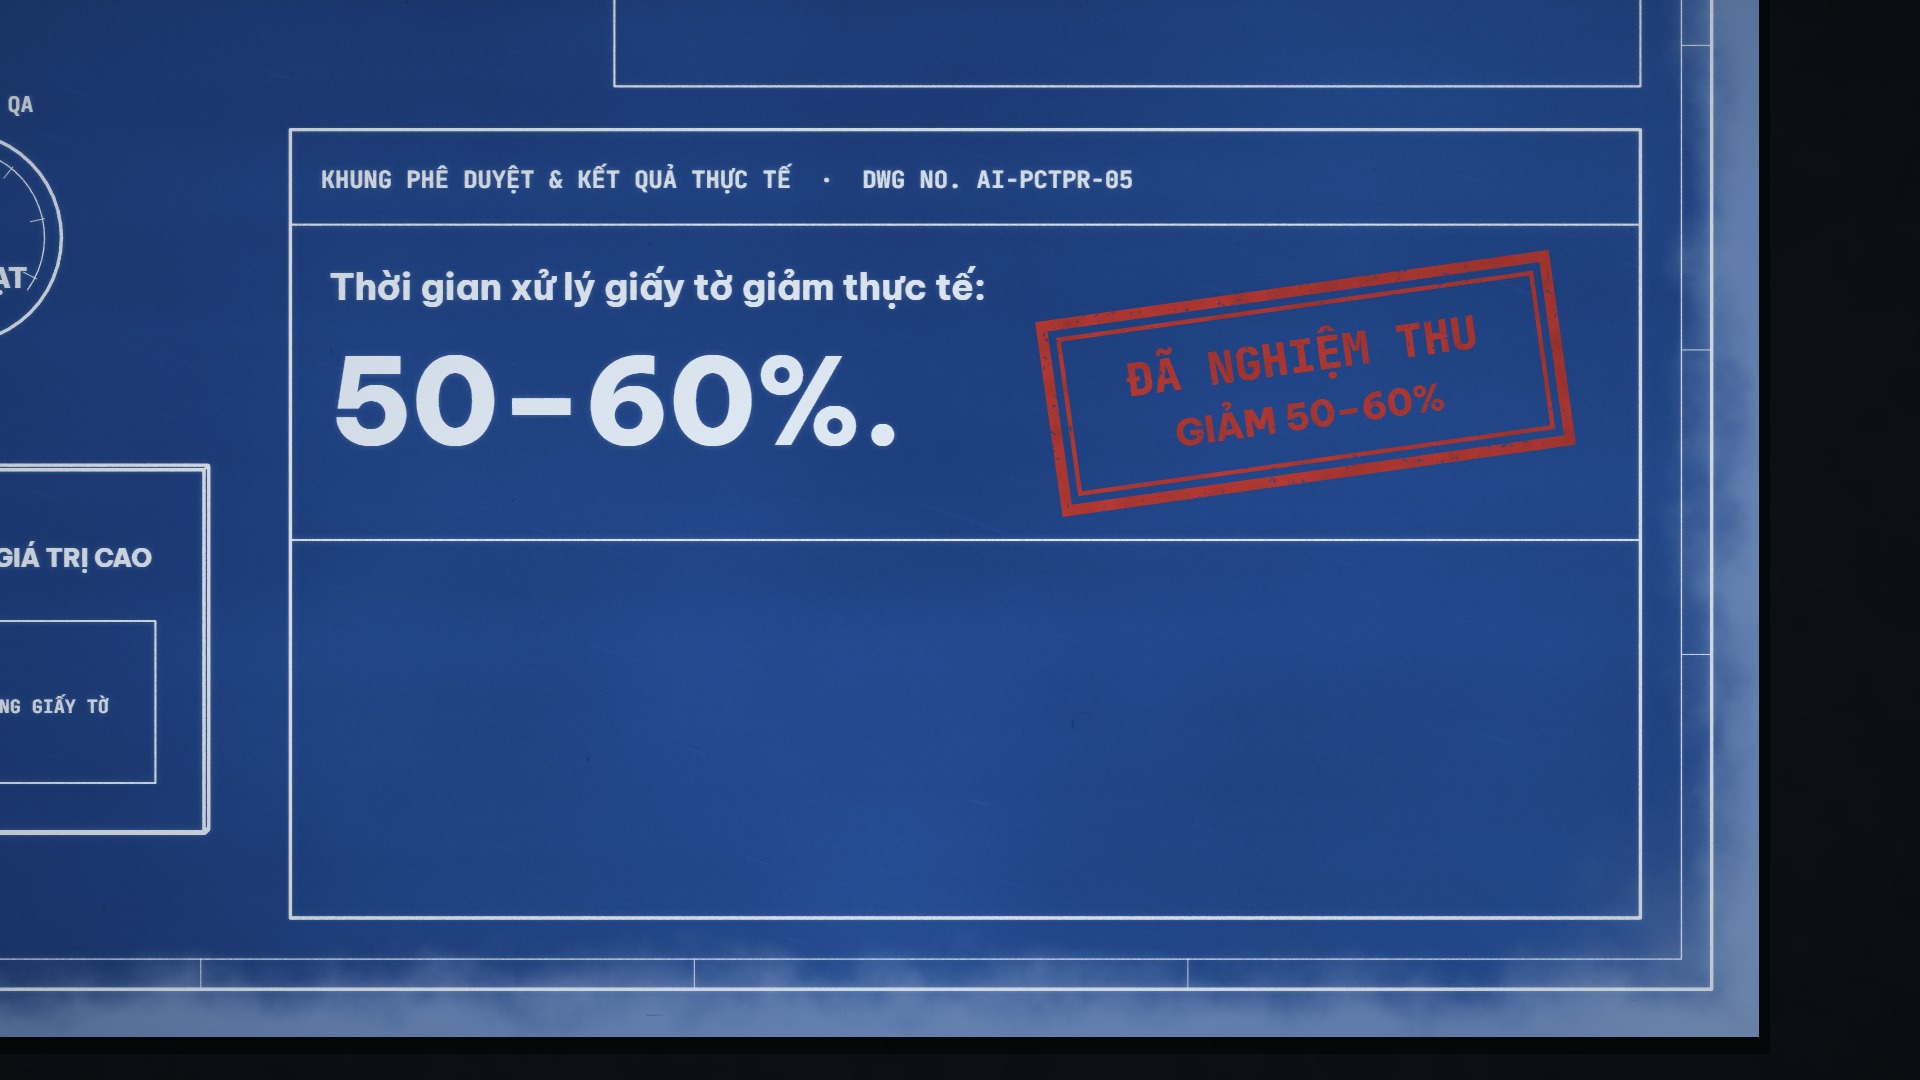 QA
GIÁ TRỊ CAO
GIẤY TỜ
KHUNG PHÊ DUYỆT & KẾT QUẢ THỰC TẾ · DWG NO. AI-PCTPR-05
Thời gian xử lý giấy tờ giảm thực tế:
50–60%.
ĐÃ NGHIỆM THU
GIẢM 50–60%